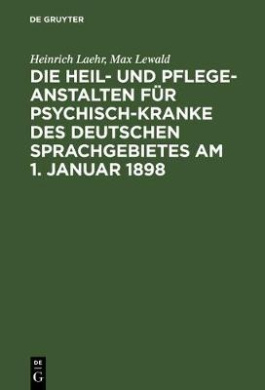 DE GRUYTER
Heinrich Laehr, Max Lewald
DIE HEIL- UND PFLEGE-
ANSTALTEN FÜR
PSYCHISCH-KRANKE DES
DEUTSCHEN
SPRACHGEBIETES AM
1. JANUAR 1898
DE
G